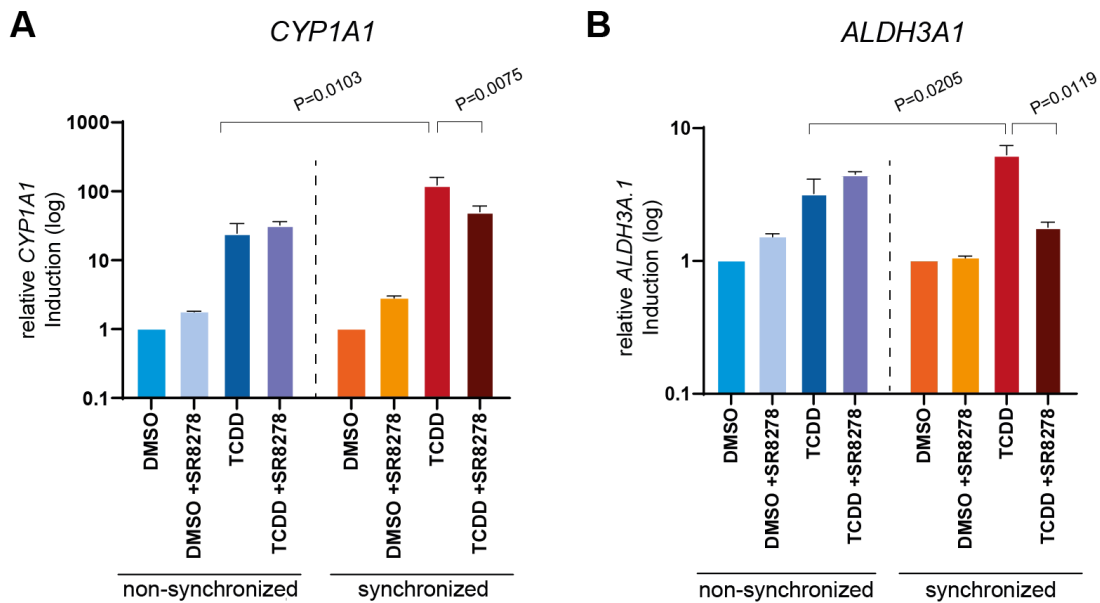 A
CYP1A1
P=0.0103
P=0.0075
relative CYP1A1
Induction (log)
1000
100
10
1
0.1
DMSO
DMSO +SR8278
TCDD
TCDD +SR8278
DMSO
DMSO +SR8278
TCDD
TCDD +SR8278
non-synchronized
synchronized
B
ALDH3A1
P=0.0205
P=0.0119
relative ALDH3A.1
Induction (log)
10
1
0.1
DMSO
DMSO +SR8278
TCDD
TCDD +SR8278
DMSO
DMSO +SR8278
TCDD
TCDD +SR8278
non-synchronized
synchronized